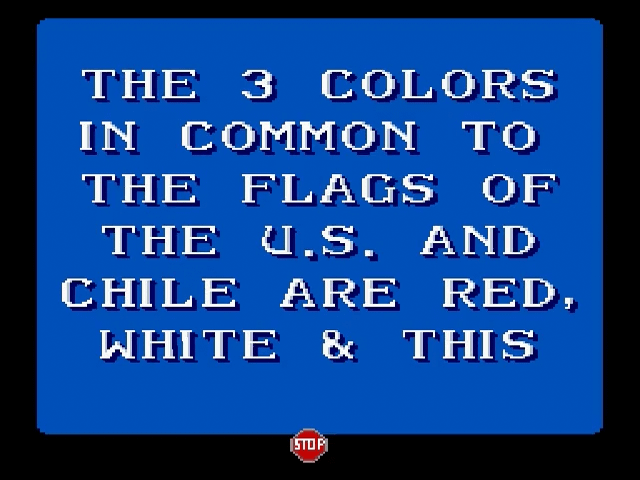 THE 3 COLORS
IN COMMON TO
THE FLAGS OF
THE U.S. AND
CHILE ARE RED,
WHITE & THIS
STOP